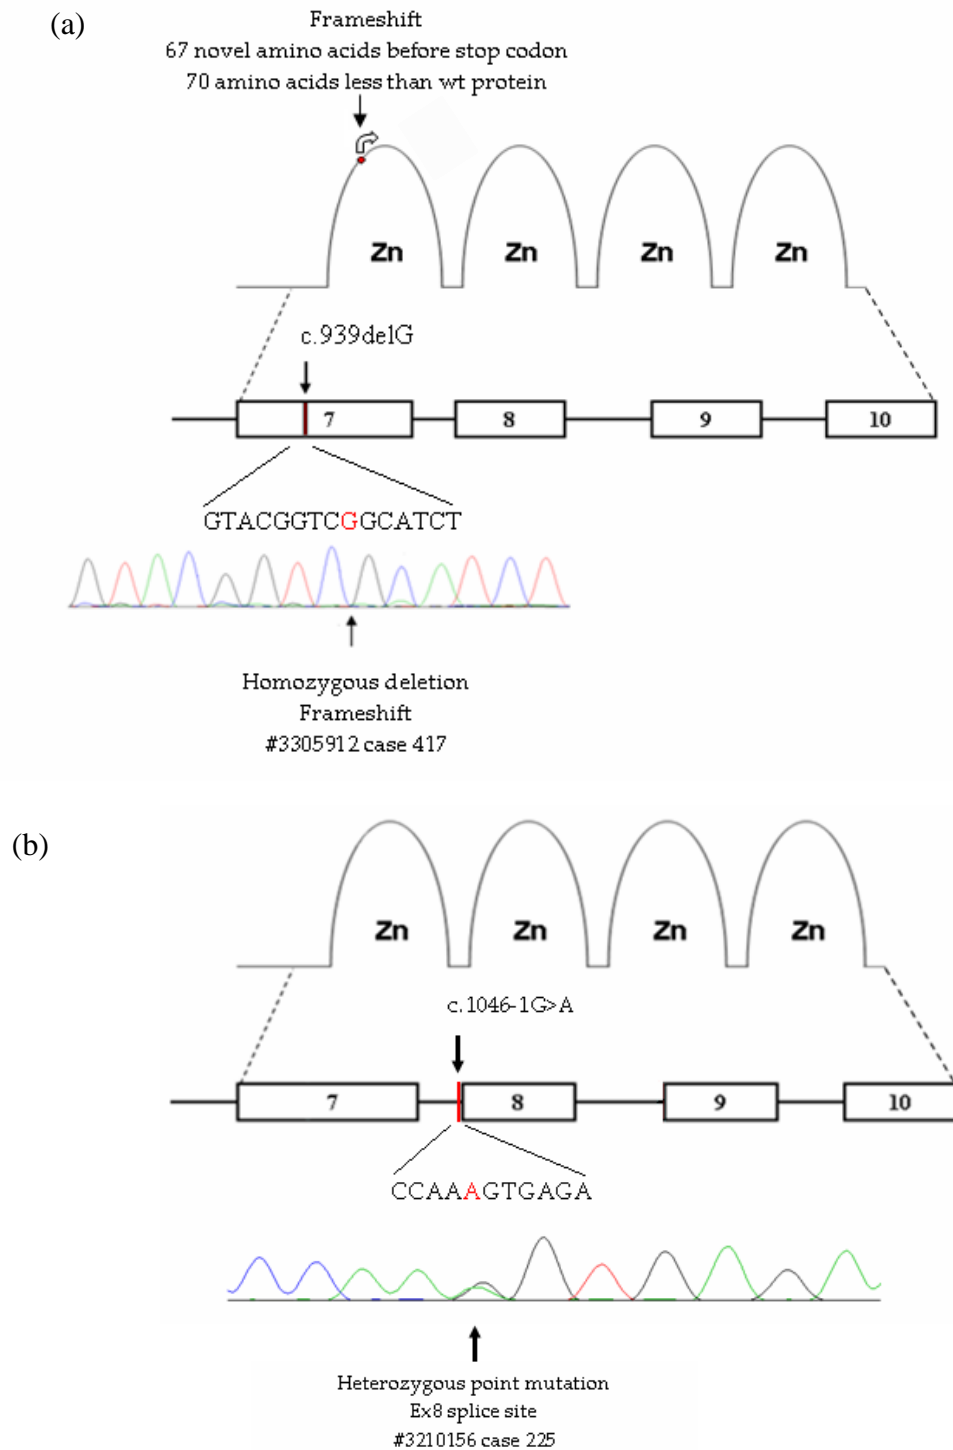 (a)
Frameshift
67 novel amino acids before stop codon
70 amino acids less than wt protein
Zn Zn Zn Zn
c.939delG
7 8 9 10
GTACGGTCGGCATCT
Homozygous deletion
Frameshift
#3305912 case 417
(b)
Zn Zn Zn Zn
c.1046-1G>A
7 8 9 10
CCAAAGTGAGA
Heterozygous point mutation
Ex8 splice site
#3210156 case 225